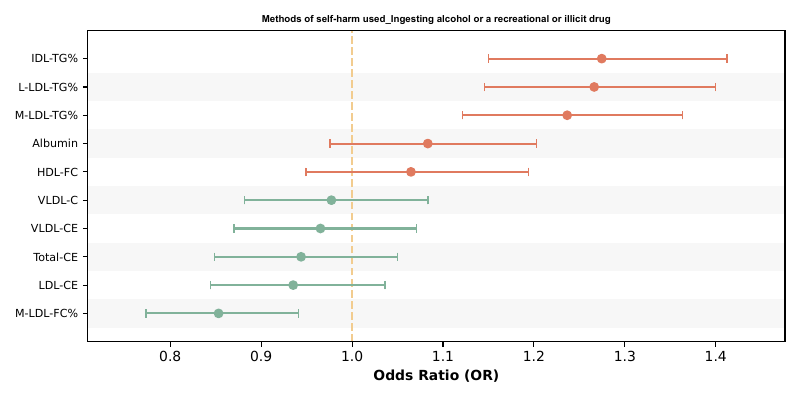 Methods of self-harm used_Ingesting alcohol or a recreational or illicit drug
IDL-TG%
L-LDL-TG%
M-LDL-TG%
Albumin
HDL-FC
VLDL-C
VLDL-CE
Total-CE
LDL-CE
M-LDL-FC%
0.8 0.9 1.0 1.1 1.2 1.3 1.4
Odds Ratio (OR)